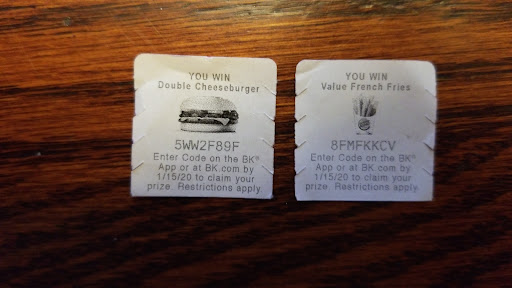 YOU WIN
Double Cheeseburger
5WW2F89F
Enter Code on the BK®
App or at BK.com by
1/15/20 to claim your
prize. Restrictions apply.
YOU WIN
Value French Fries
8FMFKKCV
Enter Code on the BK®
App or at BK.com by
1/15/20 to claim your
prize. Restrictions apply.